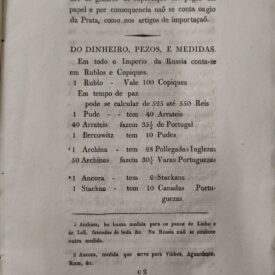 papel e por consequencia naõ se conta oagio
da Prata, como nos artigos de importaçaõ.
DO DINHEIRO, PEZOS, E MEDIDAS.
Em todo o Imperio da Russia conta-se
em Rublos e Copiques.
1 Rublo - Vale 100 Copiques
Em tempo de paz
pode se calcular de 525 até 550 Reis
1 Pude - - tem 40 Arrateis
40 Arrateis fazem 35½ de Portugal
1 Bercowitz - tem 10 Pudes
*1 Archina - tem 28 Pollegadas Inglezas
50 Archinas fazem 30½ Varas Portuguezas
*1 Ancora - tem 2 Stackans
1 Stackan - tem 10 Canadas Portu-
guezas
1 Archina, he huma medida para os panos de Linho e
de Laã, fazendas de Seda &c. Na Russia naõ se conhece
outra medida.
2 Ancora, medida que serve para Vinhos, Aguardente,
Rum, &c.
G 2